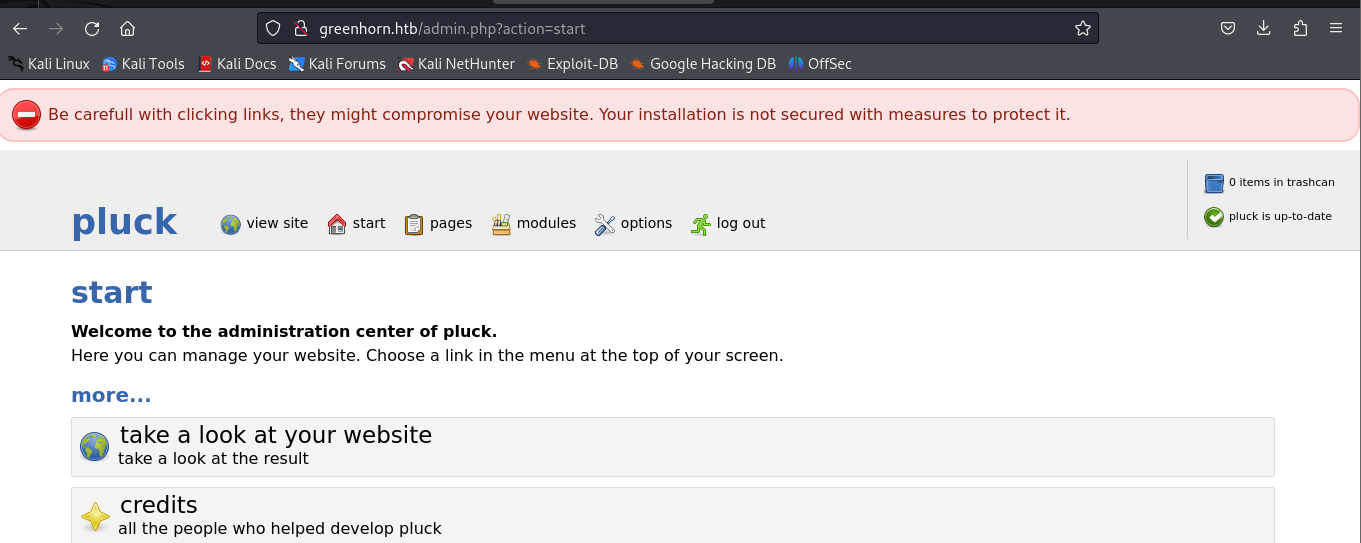 greenhorn.htb/admin.php?action=start
Kali Linux Kali Tools Kali Docs Kali Forums Kali NetHunter Exploit-DB Google Hacking DB OffSec
Be carefull with clicking links, they might compromise your website. Your installation is not secured with measures to protect it.
0 items in trashcan
pluck view site start pages modules options log out
pluck is up-to-date
start
Welcome to the administration center of pluck.
Here you can manage your website. Choose a link in the menu at the top of your screen.
more...
take a look at your website
take a look at the result
credits
all the people who helped develop pluck